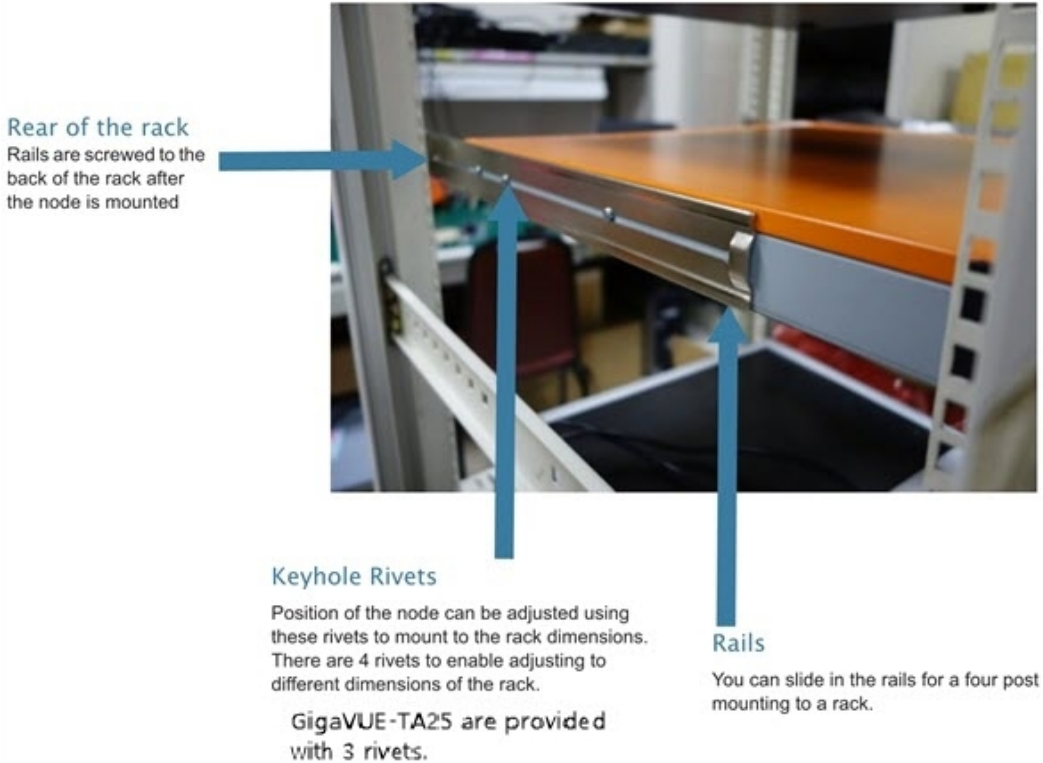 Rear of the rack
Rails are screwed to the
back of the rack after
the node is mounted
Keyhole Rivets
Position of the node can be adjusted using
these rivets to mount to the rack dimensions.
There are 4 rivets to enable adjusting to
different dimensions of the rack.
GigaVUE-TA25 are provided
with 3 rivets.
Rails
You can slide in the rails for a four post
mounting to a rack.